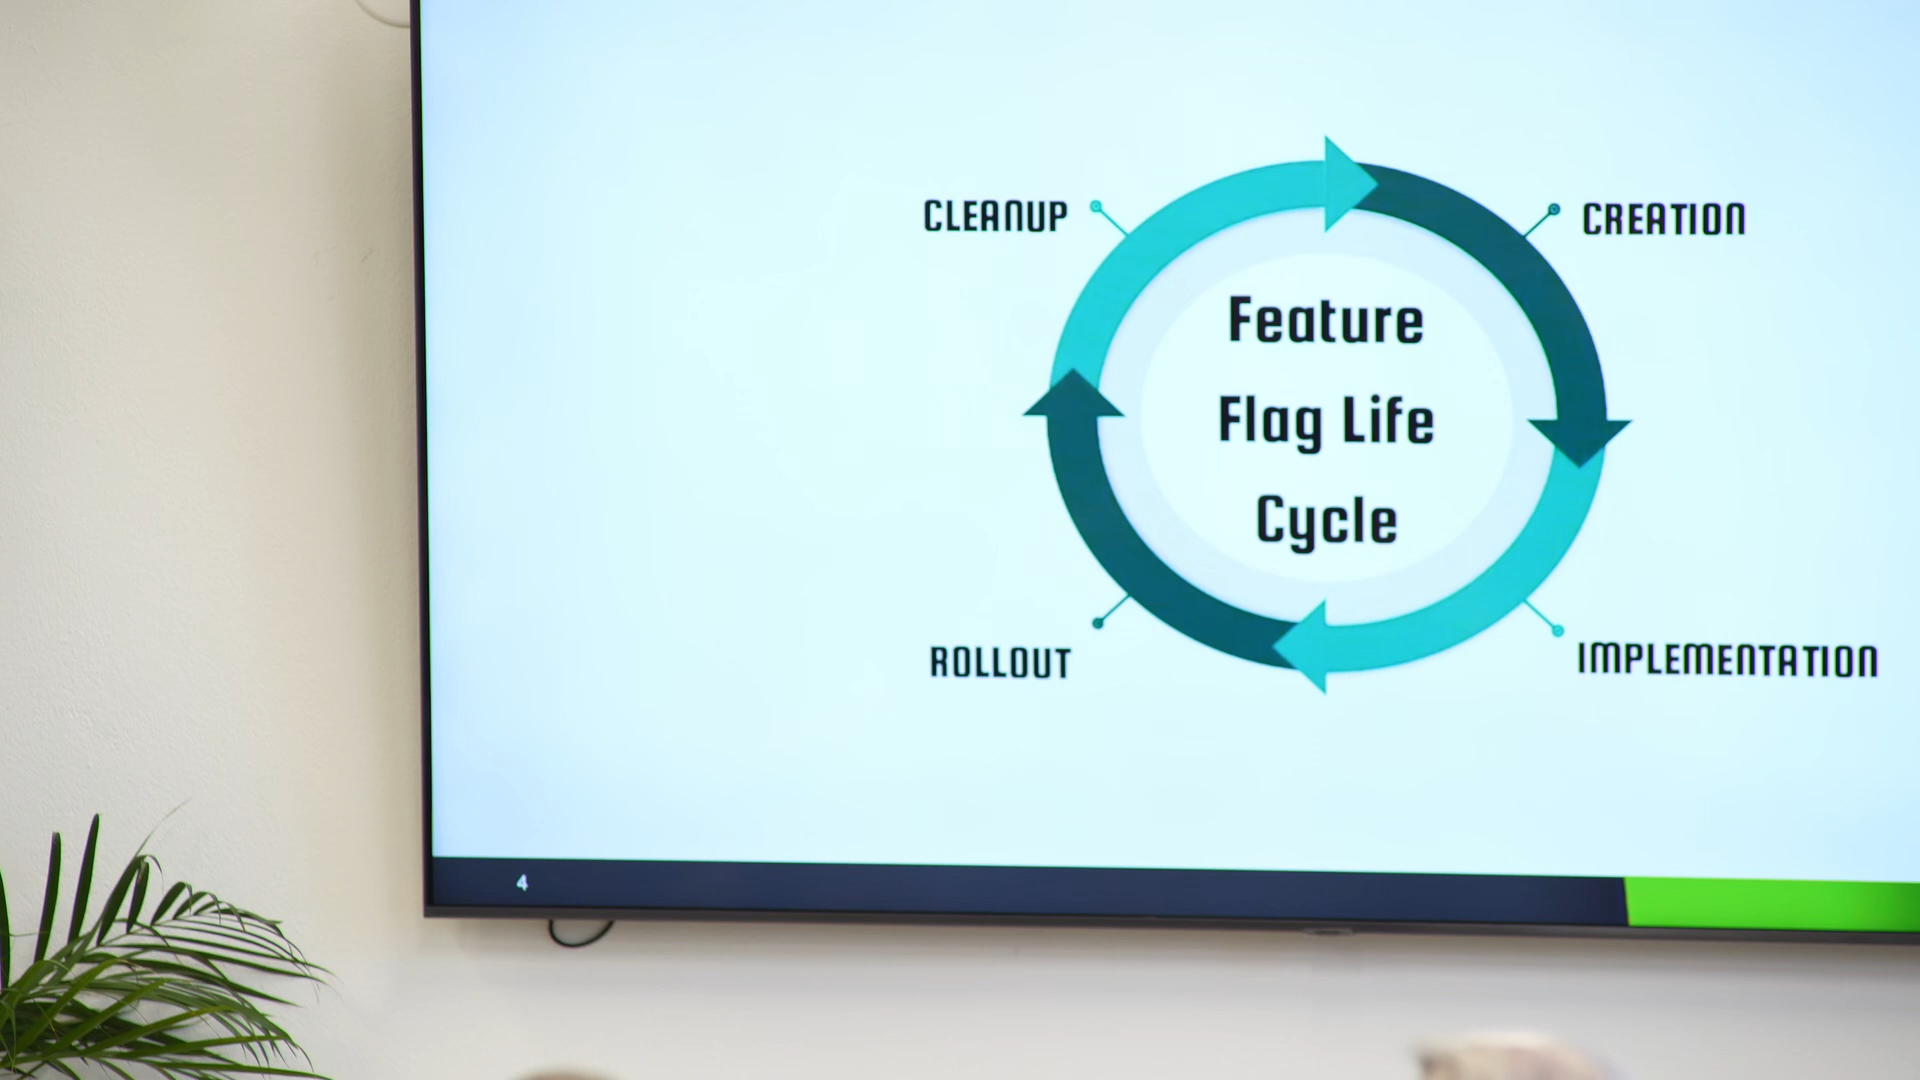 CLEANUP
CREATION
Feature
Flag Life
Cycle
ROLLOUT
IMPLEMENTATION
4